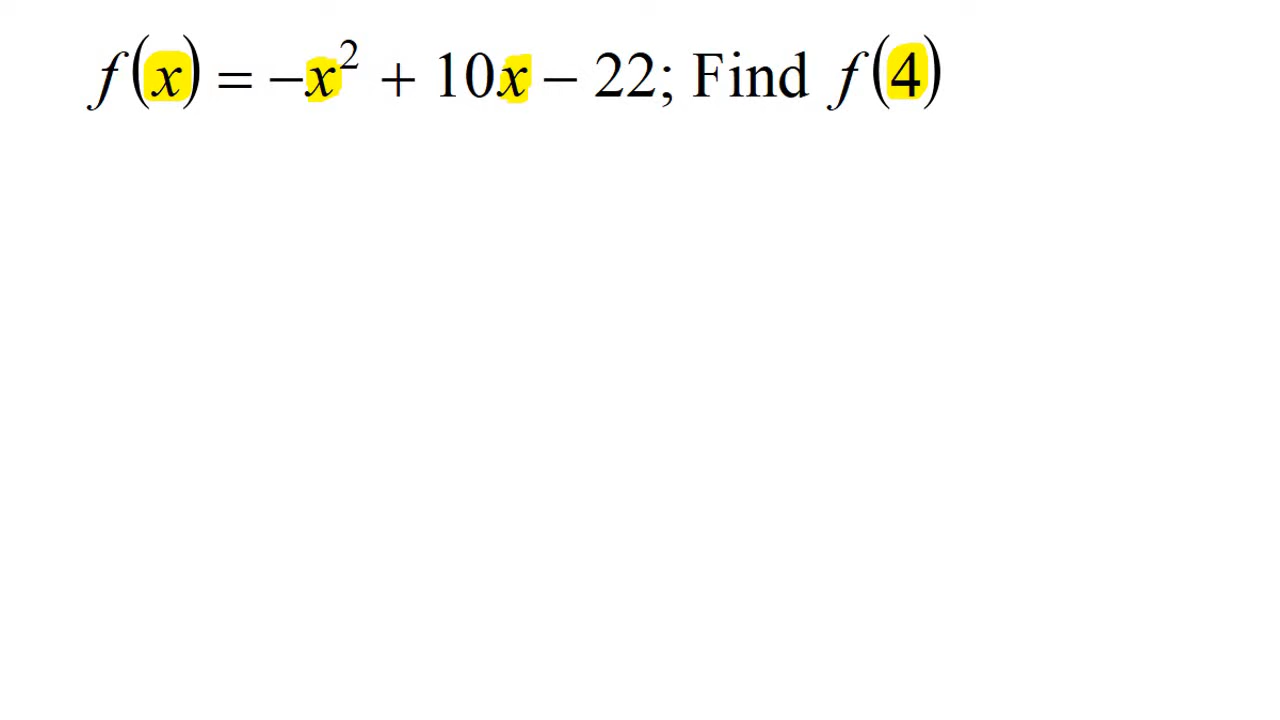 f(x) = −x² + 10x − 22; Find f(4)